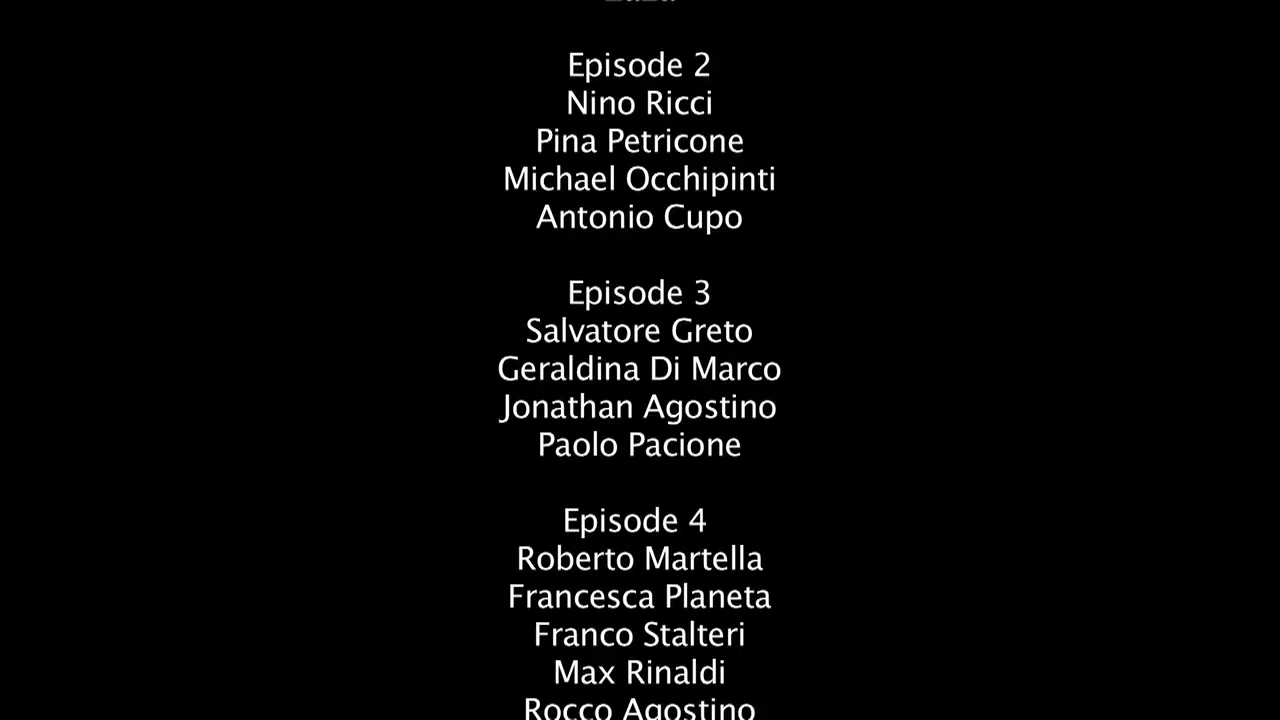 Episode 2
Nino Ricci
Pina Petricone
Michael Occhipinti
Antonio Cupo
Episode 3
Salvatore Greto
Geraldina Di Marco
Jonathan Agostino
Paolo Pacione
Episode 4
Roberto Martella
Francesca Planeta
Franco Stalteri
Max Rinaldi
Rocco Agostino